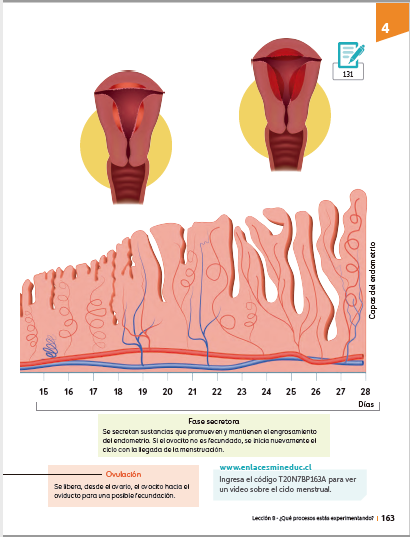 4
131
Capas del endometrio
15 16 17 18 19 20 21 22 23 24 25 26 27 28
Días
Fase secretora
Se secretan sustancias que promueven y mantienen el engrosamiento
del endometrio. Si el ovocito no es fecundado, se inicia nuevamente el
ciclo con la llegada de la menstruación.
Ovulación
Se libera, desde el ovario, el ovocito hacia el
oviducto para una posible fecundación.
www.enlacesmineduc.cl
Ingresa el código T20N7BP163A para ver
un video sobre el ciclo menstrual.
Lección 8 - ¿Qué procesos estás experimentando? | 163